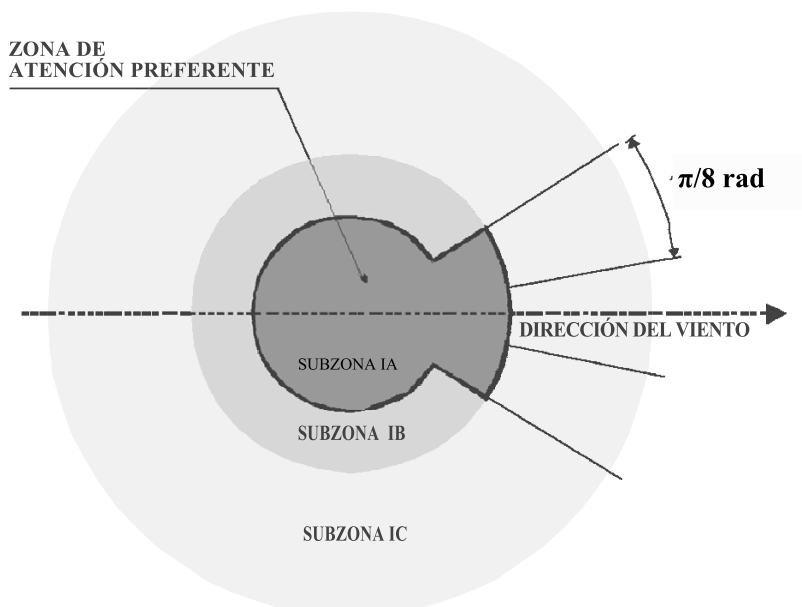 ZONA DE
ATENCIÓN PREFERENTE
π/8 rad
DIRECCIÓN DEL VIENTO
SUBZONA IA
SUBZONA IB
SUBZONA IC